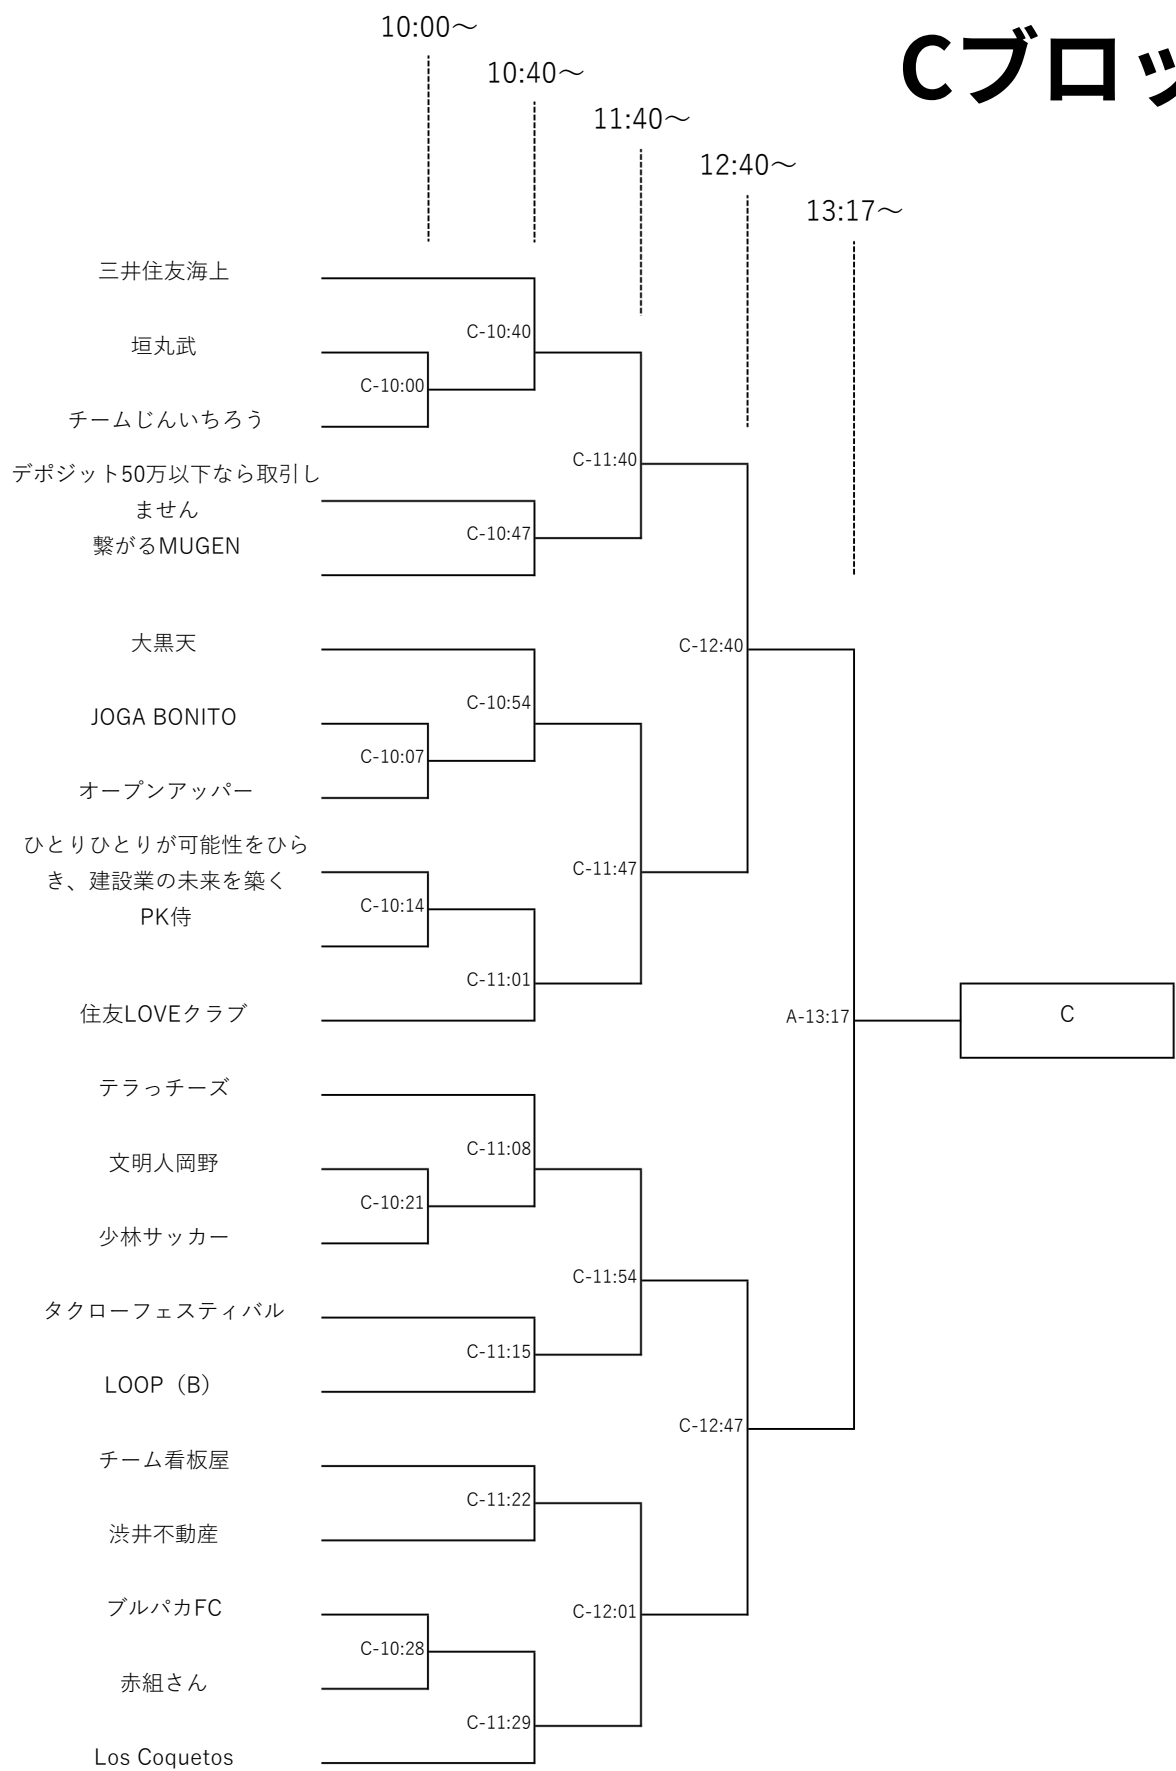 10:00～
Cブロッ
10:40～
11:40～
12:40～
13:17～
三井住友海上
C-10:40
垣丸武
C-10:00
チームじんいちろう
C-11:40
デポジット50万以下なら取引し
ません
C-10:47
繋がるMUGEN
大黒天
C-12:40
C-10:54
JOGA BONITO
C-10:07
オープンアッパー
ひとりひとりが可能性をひら
C-11:47
き、建設業の未来を築く
C-10:14
PK侍
C-11:01
住友LOVEクラブ
A-13:17
C
テラっチーズ
C-11:08
文明人岡野
C-10:21
少林サッカー
C-11:54
タクローフェスティバル
C-11:15
LOOP（B）
C-12:47
チーム看板屋
C-11:22
渋井不動産
ブルパカFC
C-12:01
C-10:28
赤組さん
C-11:29
Los Coquetos